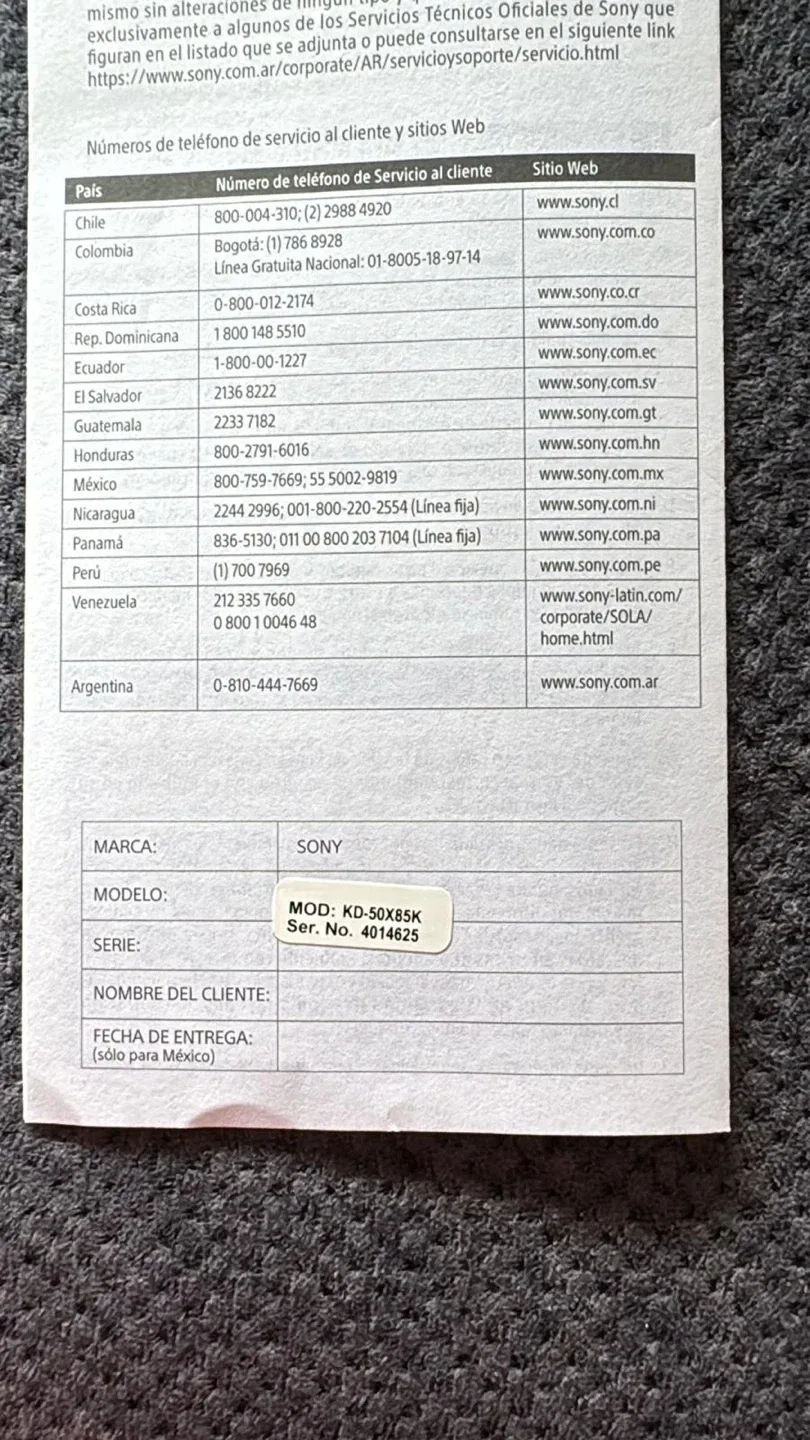 mismo sin alteraciones de ningún
exclusivamente a algunos de los Servicios Técnicos Oficiales de Sony que
figuran en el listado que se adjunta o puede consultarse en el siguiente link
https://www.sony.com.ar/corporate/AR/servicioysoporte/servicio.html
Números de teléfono de servicio al cliente y sitios Web
País Número de teléfono de Servicio al cliente Sitio Web
Chile 800-004-310; (2) 2988 4920 www.sony.cl
Colombia Bogotá: (1) 786 8928 www.sony.com.co
Línea Gratuita Nacional: 01-8005-18-97-14
Costa Rica 0-800-012-2174 www.sony.co.cr
Rep. Dominicana 1 800 148 5510 www.sony.com.do
Ecuador 1-800-00-1227 www.sony.com.ec
El Salvador 2136 8222 www.sony.com.sv
Guatemala 2233 7182 www.sony.com.gt
Honduras 800-2791-6016 www.sony.com.hn
México 800-759-7669; 55 5002-9819 www.sony.com.mx
Nicaragua 2244 2996; 001-800-220-2554 (Línea fija) www.sony.com.ni
Panamá 836-5130; 011 00 800 203 7104 (Línea fija) www.sony.com.pa
Perú (1) 700 7969 www.sony.com.pe
Venezuela 212 335 7660 www.sony-latin.com/
0 800 1 0046 48 corporate/SOLA/
home.html
Argentina 0-810-444-7669 www.sony.com.ar
MARCA: SONY
MODELO:
MOD: KD-50X85K
Ser. No. 4014625
SERIE:
NOMBRE DEL CLIENTE:
FECHA DE ENTREGA:
(sólo para México)